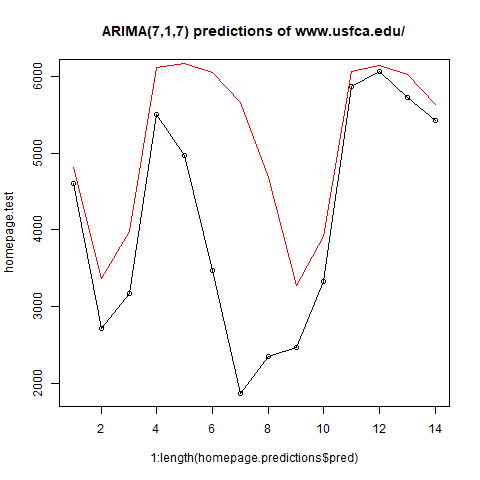 ARIMA(7,1,7) predictions of www.usfca.edu/
homepage.test
6000
5000
4000
3000
2000
2 4 6 8 10 12 14
1:length(homepage.predictions$pred)